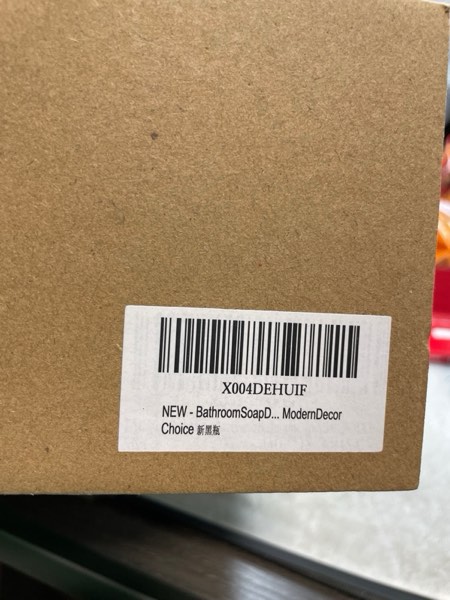 X004DEHUIF
NEW - BathroomSoapD... ModernDecor
Choice 新黑瓶